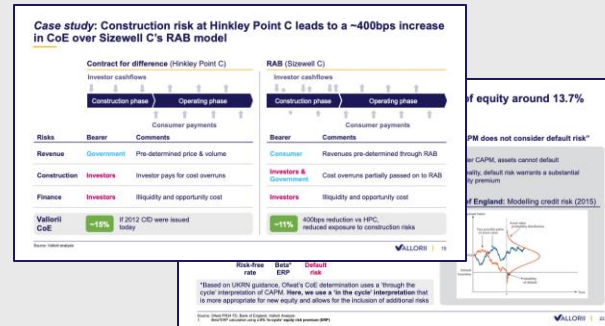 Case study: Construction risk at Hinkley Point C leads to a ~400bps increase
in CoE over Sizewell C's RAB model
Contract for difference (Hinkley Point C)
Investor cashflows
Construction phase
Operating phase
Consumer payments
RAB (Sizewell C)
Investor cashflows
Construction phase
Operating phase
Consumer payments
Risks
Bearer
Comments
Bearer
Comments
Revenue
Government
Pre-determined price & volume
Consumer
Revenues pre-determined through RAB
Construction
Investors
Investor pays for cost overruns
Investors &
Government
Cost overruns partially passed on to RAB
Finance
Investors
Illiquidity and opportunity cost
Investors
Illiquidity and opportunity cost
Vallorii
CoE
~15%
If 2012 CfD were issued
today
~11%
400bps reduction vs HPC,
reduced exposure to construction risks
Source: Vallorii analysis
VALLORII
of equity around 13.7%
PM does not consider default risk"
er CAPM, assets cannot default
ality, default risk warrants a substantial
ity premium
of England: Modelling credit risk (2015)
Risk-free
rate
Beta*
ERP
Default
risk
"Based on UKRN guidance, Ofwat's CoE determination uses a 'through the
cycle' interpretation of CAPM. Here, we use a 'in the cycle' interpretation that
is more appropriate for new equity and allows for the inclusion of additional risks
VALLORII